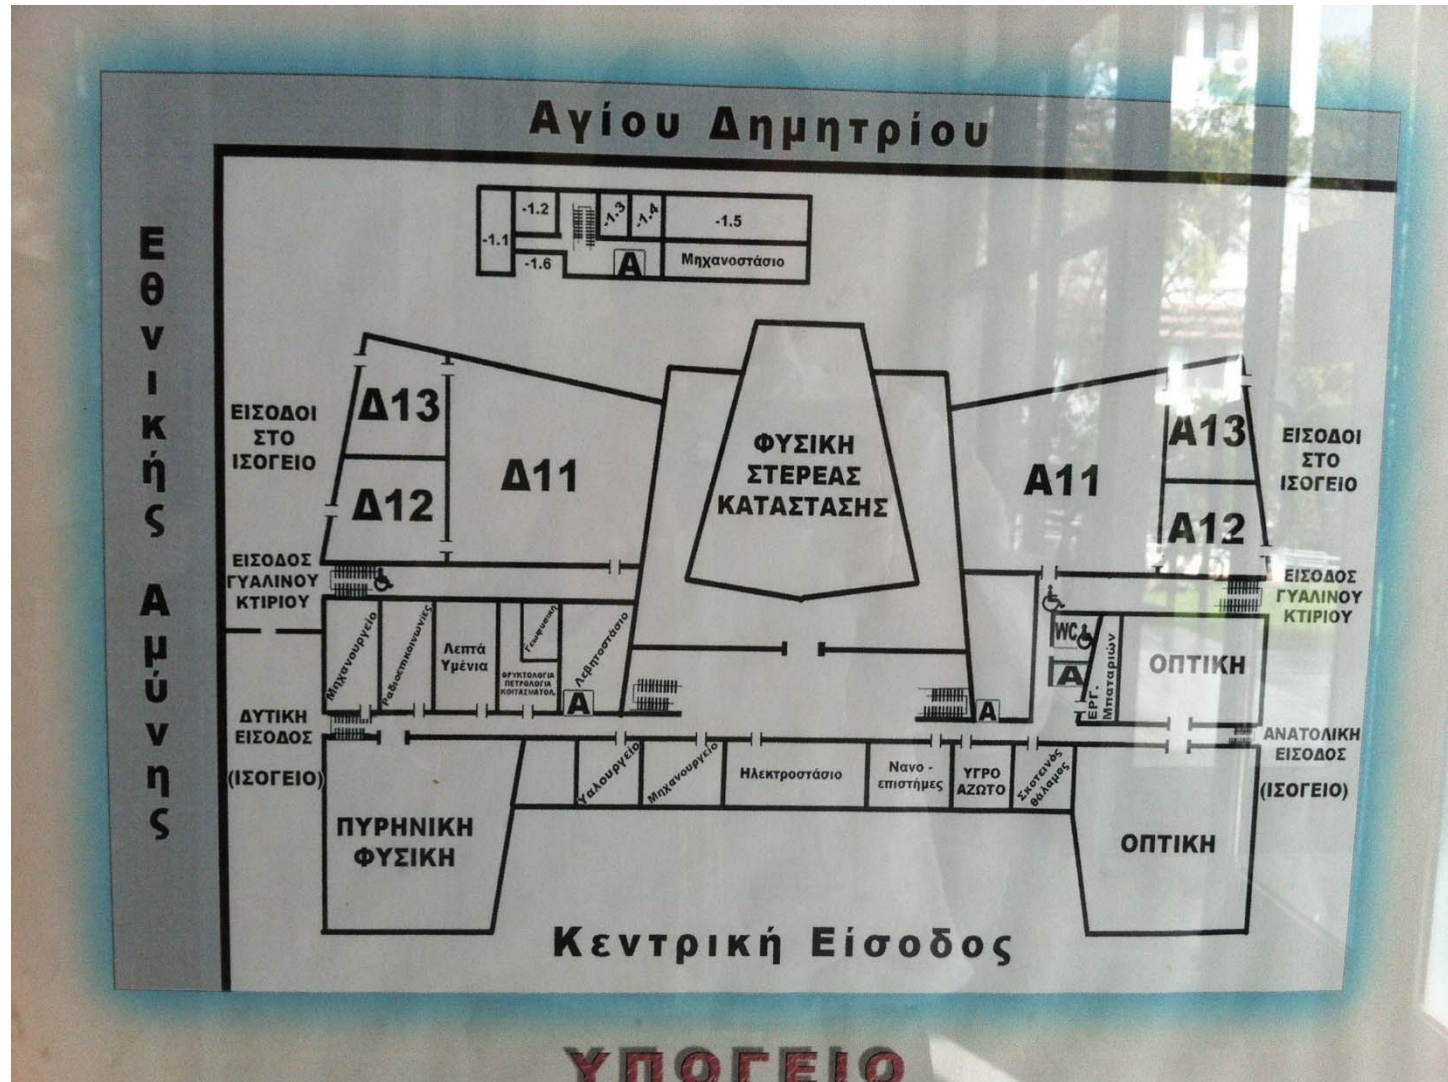 Αγίου Δημητρίου
Εθνικής Αμύνης
-1.1
-1.2
-1.3
-1.4
-1.5
-1.6
Α
Μηχανοστάσιο
ΕΙΣΟΔΟΙ
ΣΤΟ
ΙΣΟΓΕΙΟ
Δ13
Δ12
Δ11
ΦΥΣΙΚΗ
ΣΤΕΡΕΑΣ
ΚΑΤΑΣΤΑΣΗΣ
Α11
Α13
Α12
ΕΙΣΟΔΟΙ
ΣΤΟ
ΙΣΟΓΕΙΟ
ΕΙΣΟΔΟΣ
ΓΥΑΛΙΝΟΥ
ΚΤΙΡΙΟΥ
ΕΙΣΟΔΟΣ
ΓΥΑΛΙΝΟΥ
ΚΤΙΡΙΟΥ
Μηχανουργείο
Ραδιοεπικοινωνίες
Λεπτά
Υμένια
Γεωφυσική
ΟΡΥΚΤΟΛΟΓΙΑ
ΠΕΤΡΟΛΟΓΙΑ
ΚΟΙΤΑΣΜΑΤΟΛ.
Λεβητοστάσιο
Α
Α
WC
Α
ΕΡΓ.
Μπαταριών
ΟΠΤΙΚΗ
ΔΥΤΙΚΗ
ΕΙΣΟΔΟΣ
(ΙΣΟΓΕΙΟ)
ΑΝΑΤΟΛΙΚΗ
ΕΙΣΟΔΟΣ
(ΙΣΟΓΕΙΟ)
ΠΥΡΗΝΙΚΗ
ΦΥΣΙΚΗ
Υαλουργείο
Μηχανουργείο
Ηλεκτροστάσιο
Νανο -
επιστήμες
ΥΓΡΟ
ΑΖΩΤΟ
Σκοτεινός
θάλαμος
ΟΠΤΙΚΗ
Κεντρική Είσοδος
ΥΠΟΓΕΙΟ